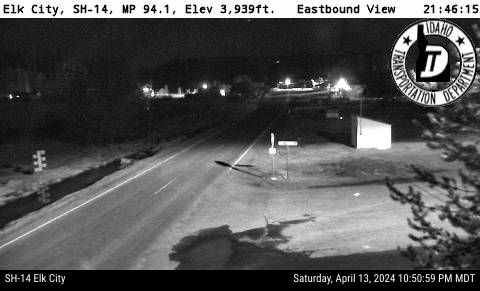 Elk City, SH-14, MP 94.1, Elev 3,939ft.   Eastbound View   21:46:15
IDAHO
TRANSPORTATION DEPARTMENT
SH-14 Elk City
Saturday, April 13, 2024 10:50:59 PM MDT